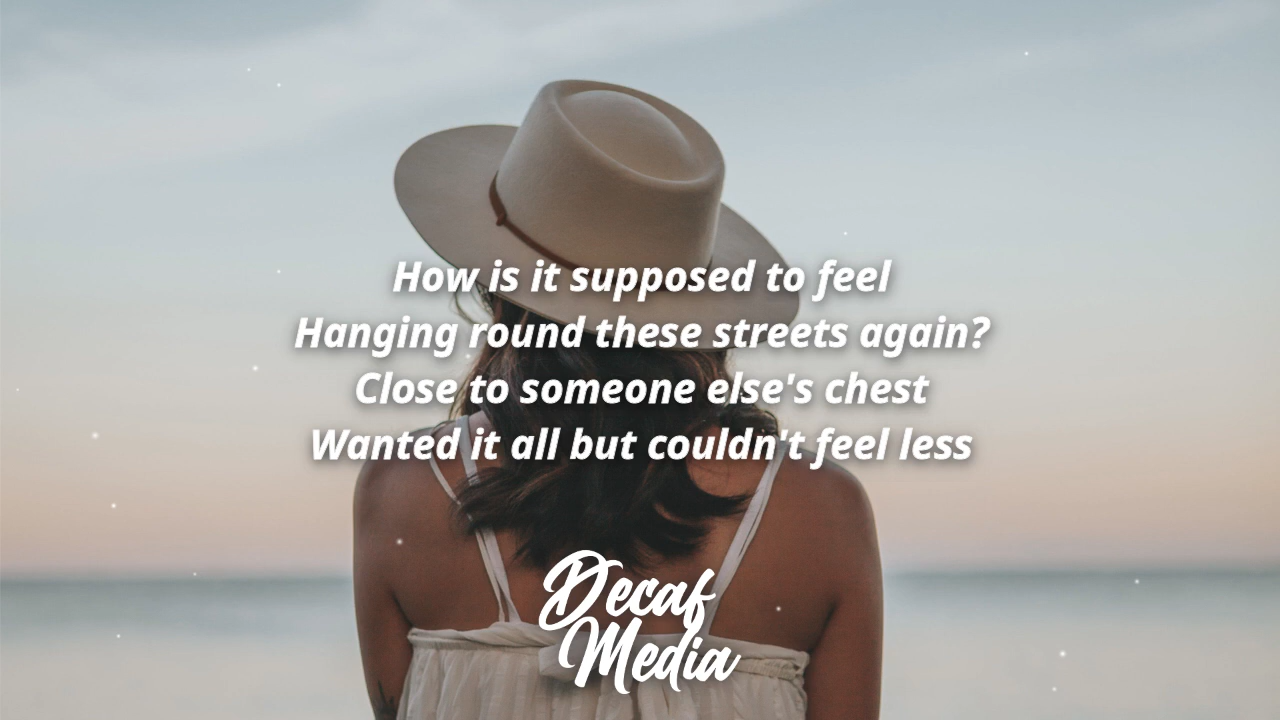 How is it supposed to feel
Hanging round these streets again?
Close to someone else's chest
Wanted it all but couldn't feel less
Decaf
Media